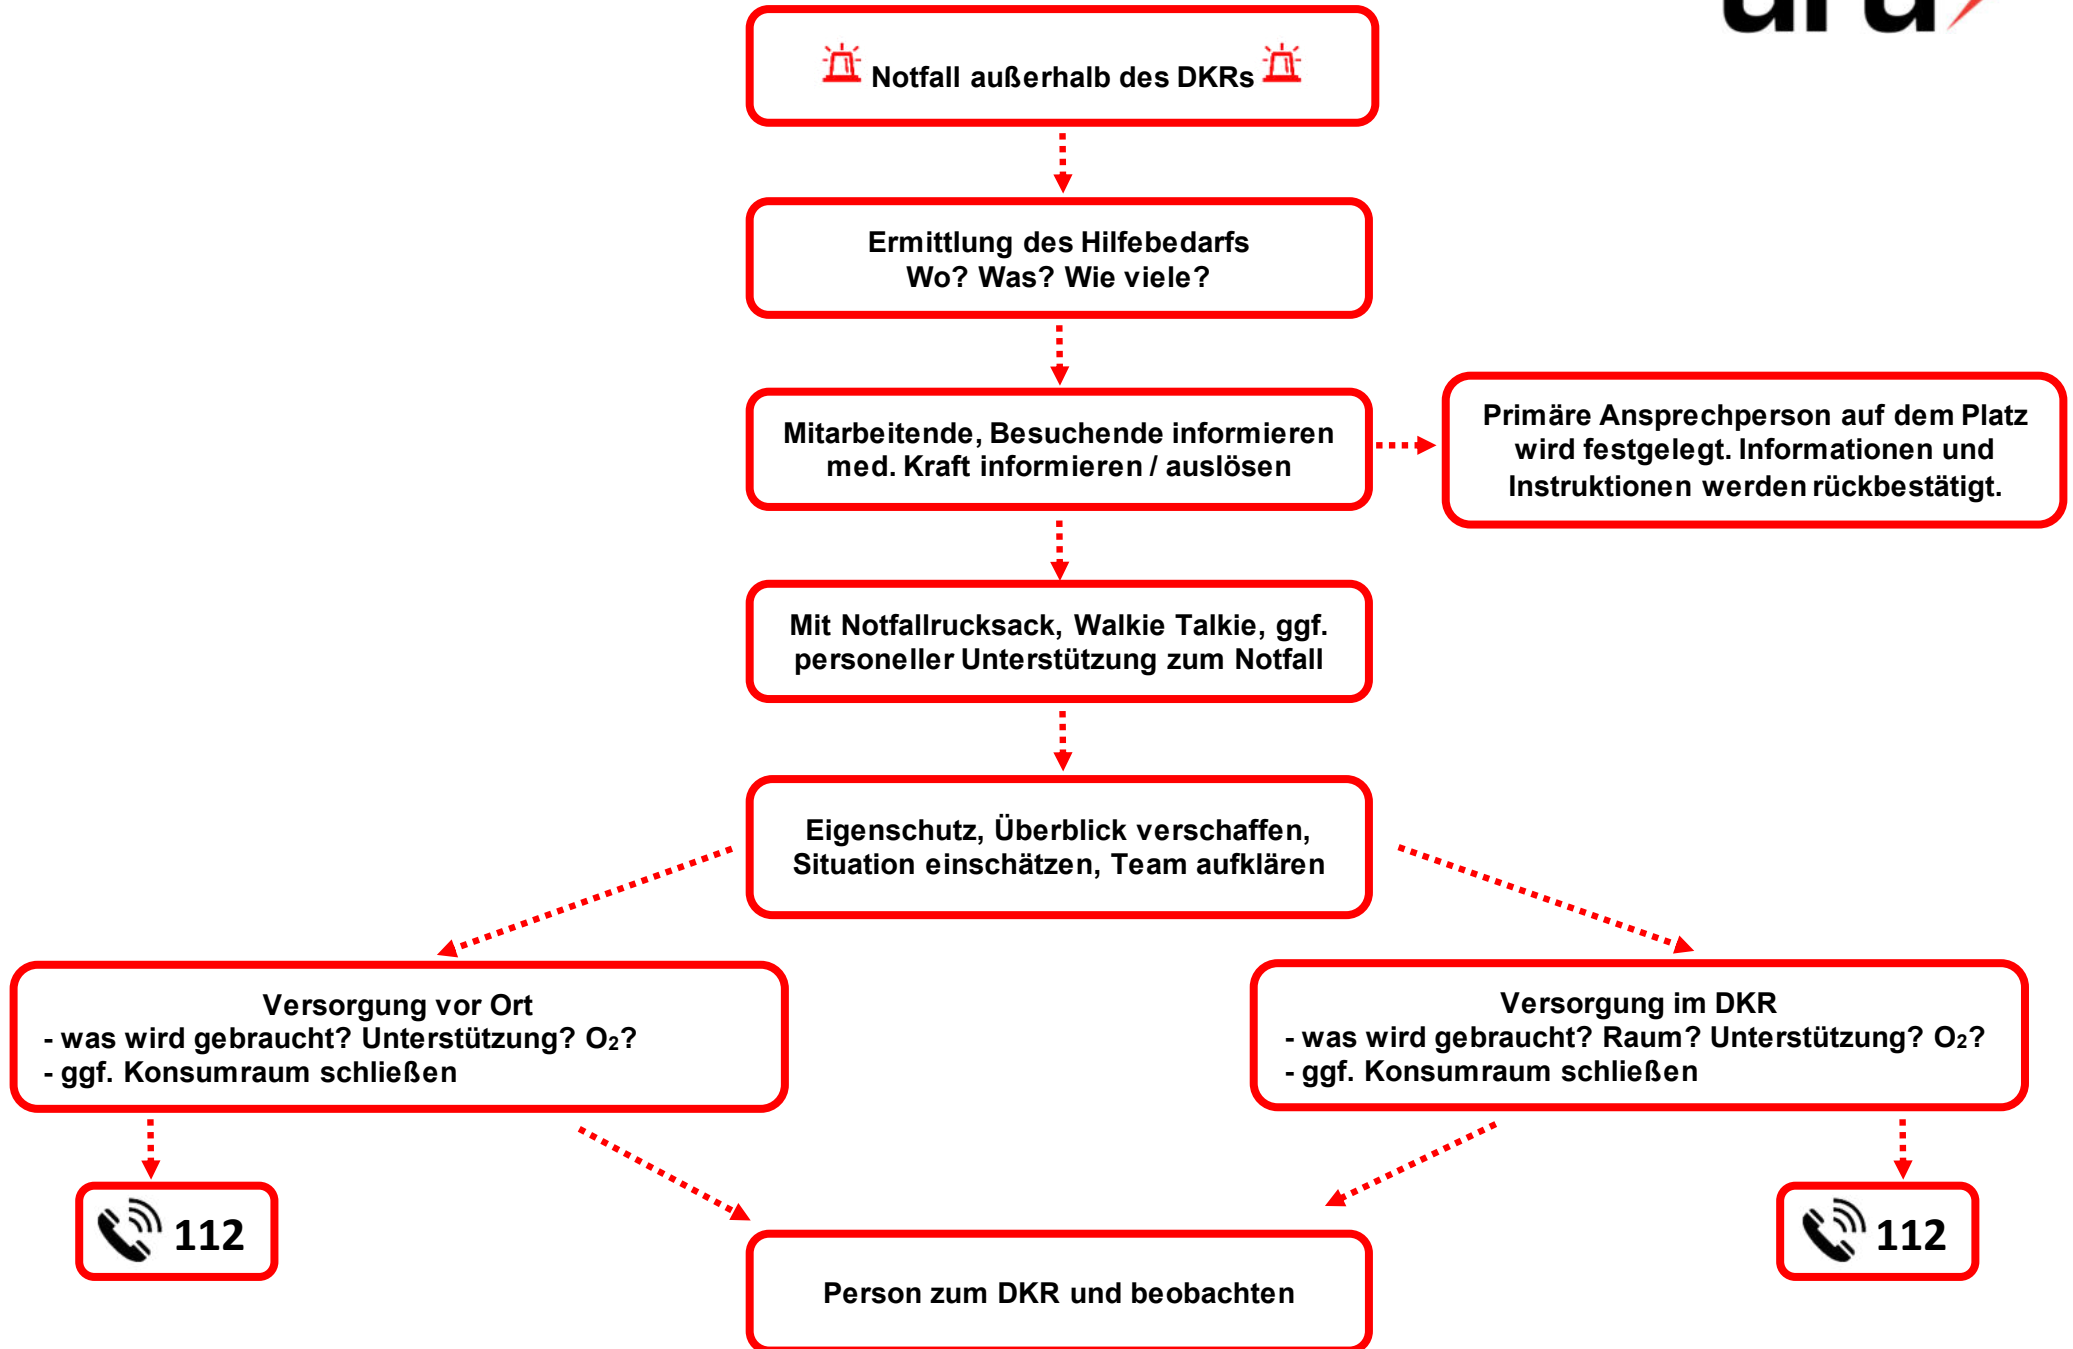 Notfall außerhalb des DKRs
Ermittlung des Hilfebedarfs
Wo? Was? Wie viele?
Mitarbeitende, Besuchende informieren
med. Kraft informieren / auslösen
Primäre Ansprechperson auf dem Platz
wird festgelegt. Informationen und
Instruktionen werden rückbestätigt.
Mit Notfallrucksack, Walkie Talkie, ggf.
personeller Unterstützung zum Notfall
Eigenschutz, Überblick verschaffen,
Situation einschätzen, Team aufklären
Versorgung vor Ort
- was wird gebraucht? Unterstützung? O₂?
- ggf. Konsumraum schließen
Versorgung im DKR
- was wird gebraucht? Raum? Unterstützung? O₂?
- ggf. Konsumraum schließen
112
112
Person zum DKR und beobachten